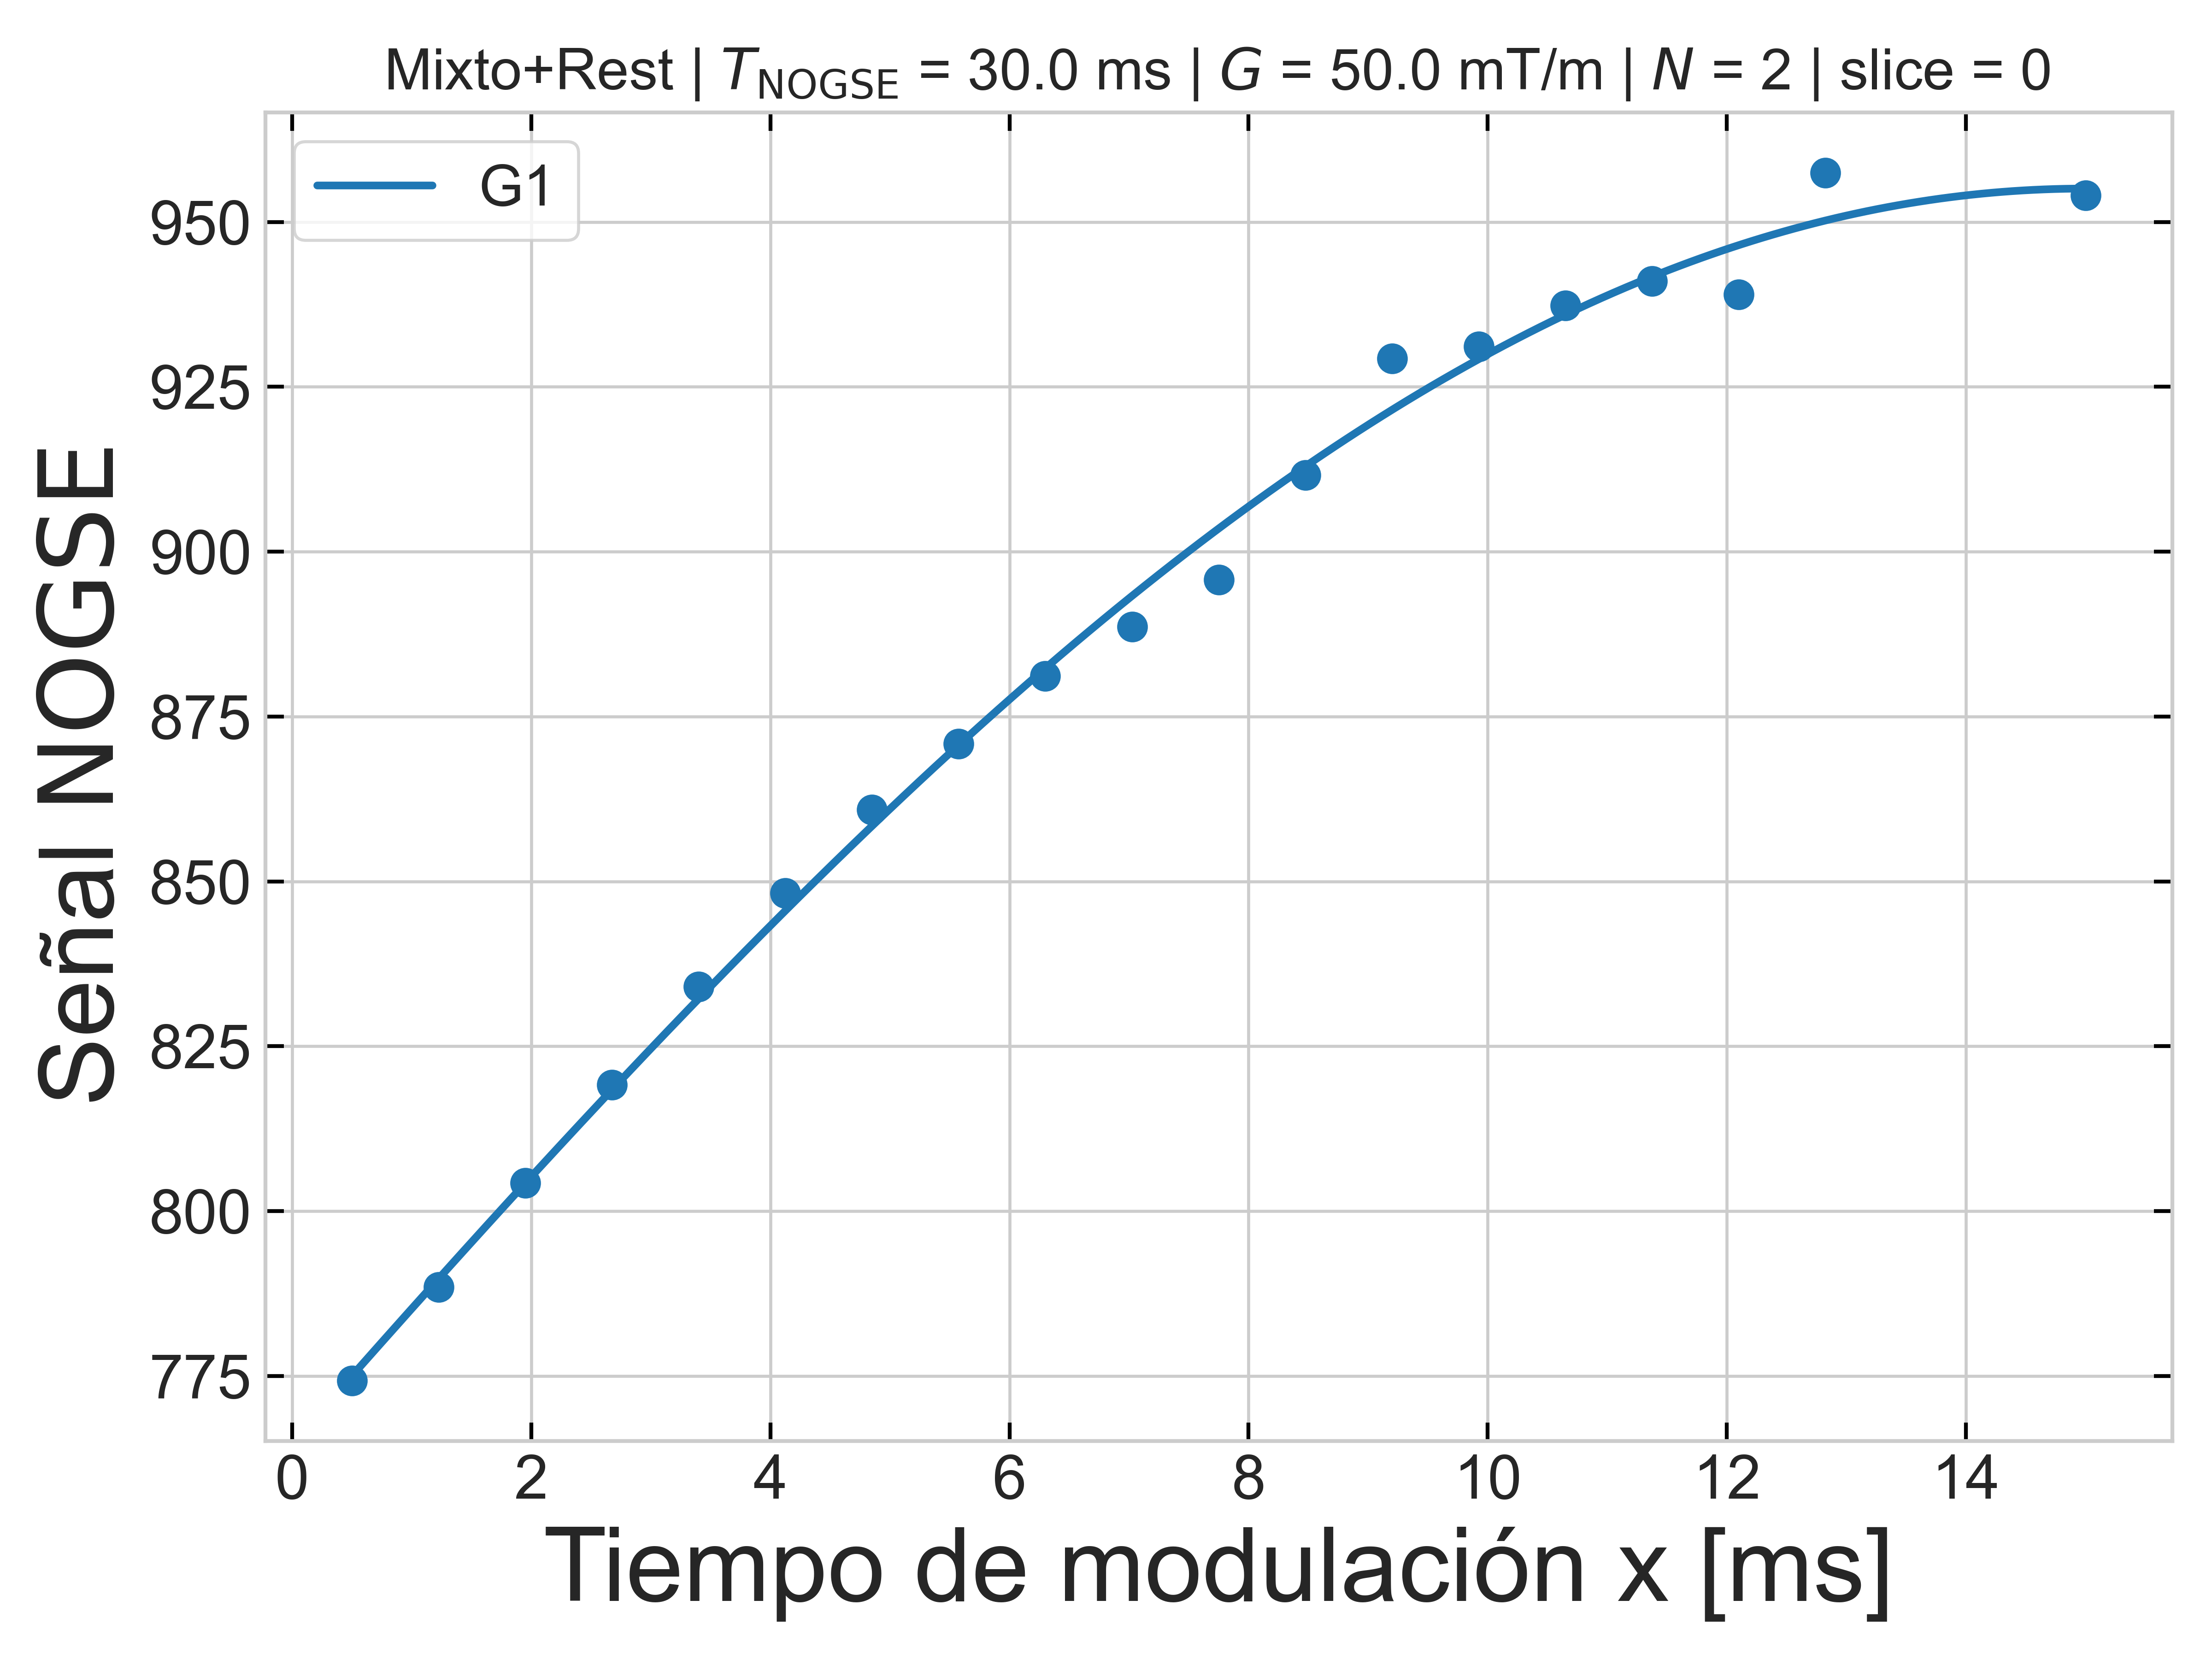 Mixto+Rest | T_NOGSE = 30.0 ms | G = 50.0 mT/m | N = 2 | slice = 0
G1
950
925
900
875
850
825
800
775
Señal NOGSE
0 2 4 6 8 10 12 14
Tiempo de modulación x [ms]